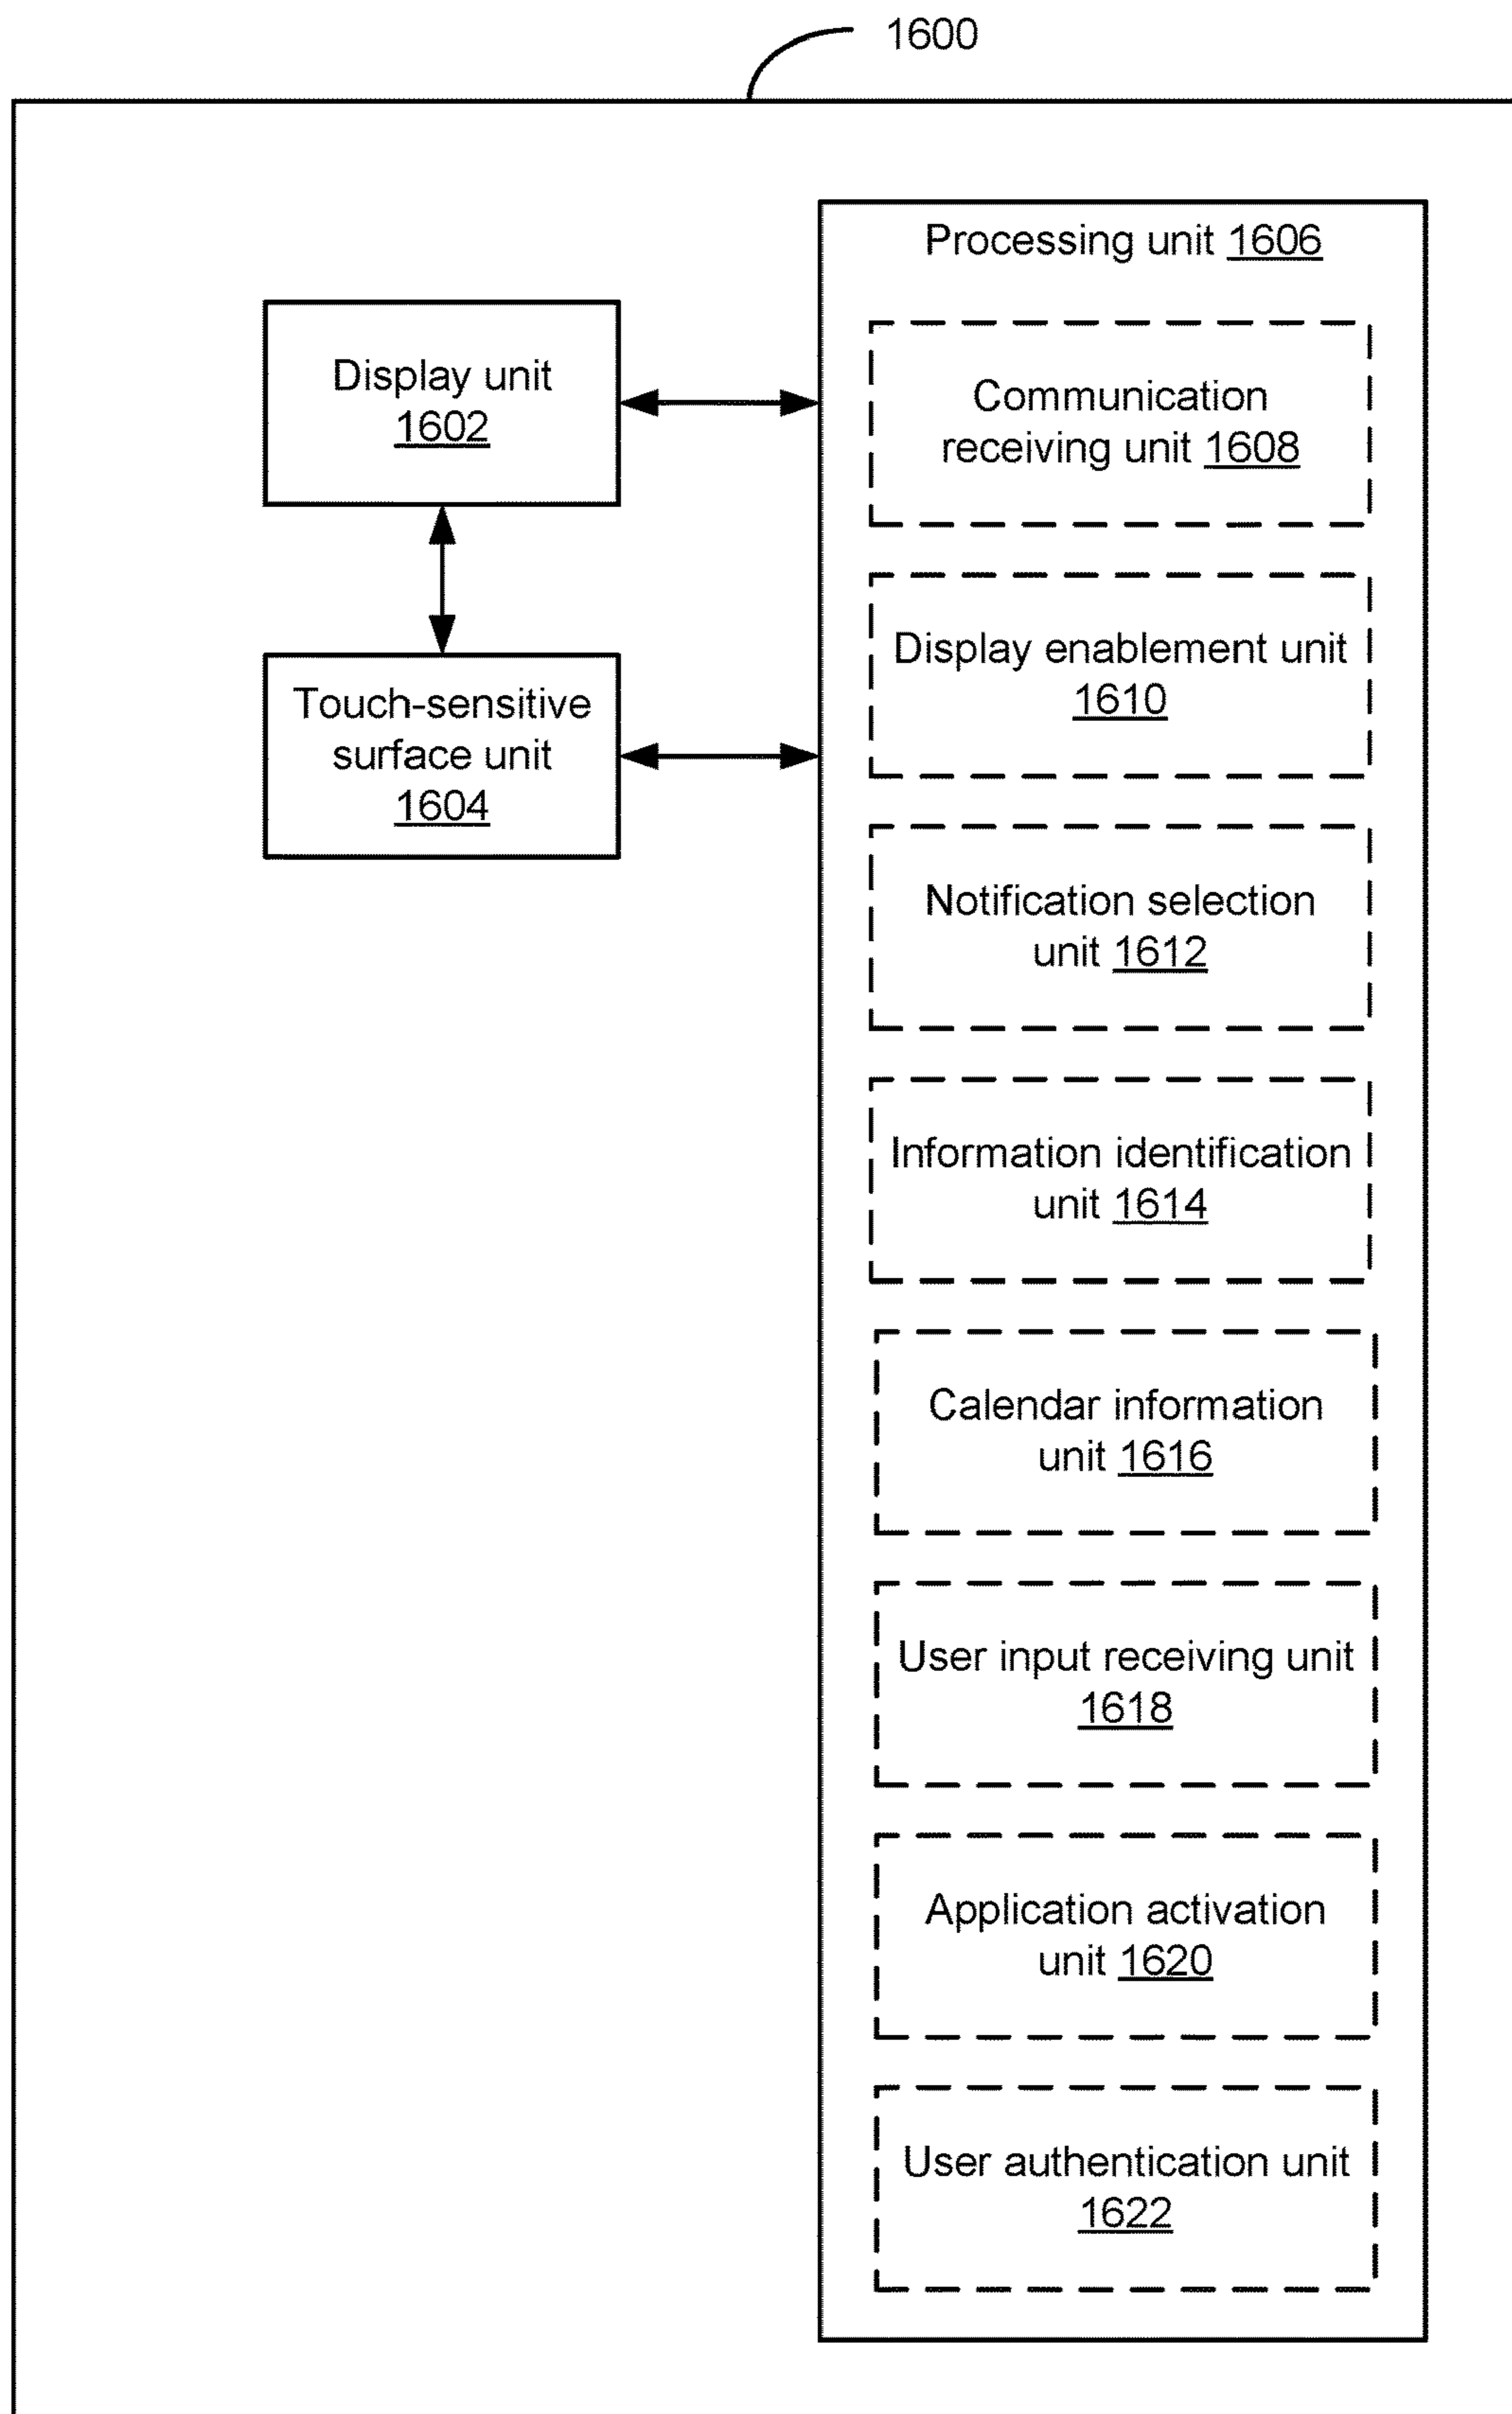 1600
Processing unit 1606
Display unit
1602
Touch-sensitive
surface unit
1604
Communication
receiving unit 1608
Display enablement unit
1610
Notification selection
unit 1612
Information identification
unit 1614
Calendar information
unit 1616
User input receiving unit
1618
Application activation
unit 1620
User authentication unit
1622